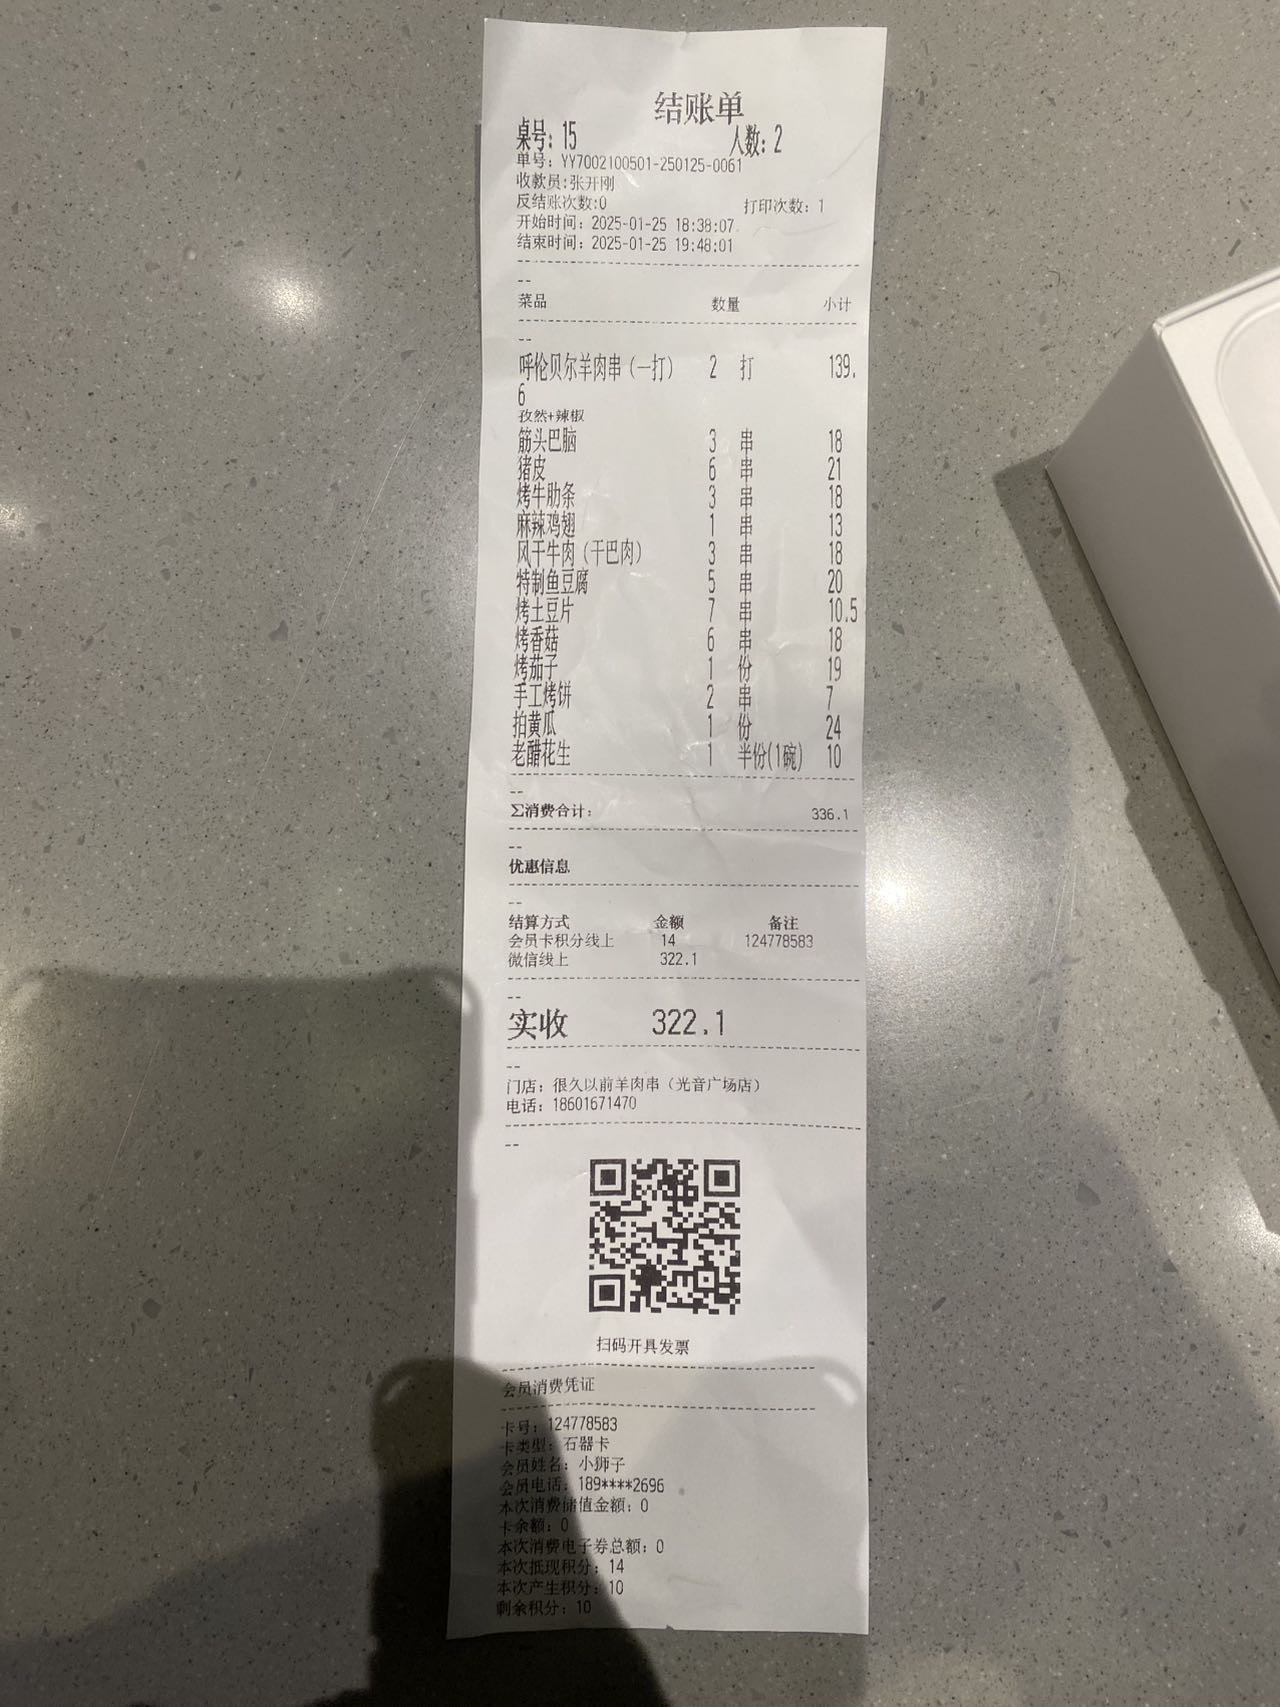 结账单
桌号: 15 人数: 2
单号: YY7002100501-250125-0061
收款员:张开刚
反结账次数:0 打印次数: 1
开始时间: 2025-01-25 18:38:07
结束时间: 2025-01-25 19:48:01
--
菜品 数量 小计
--
呼伦贝尔羊肉串(一打) 2 打 139.
6
孜然+辣椒
筋头巴脑 3 串 18
猪皮 6 串 21
烤牛肋条 3 串 18
麻辣鸡翅 1 串 13
风干牛肉(干巴肉) 3 串 18
特制鱼豆腐 5 串 20
烤土豆片 7 串 10.5
烤香菇 6 串 18
烤茄子 1 份 19
手工烤饼 2 串 7
拍黄瓜 1 份 24
老醋花生 1 半份(1碗) 10
--
Σ消费合计: 336.1
--
优惠信息
--
结算方式 金额 备注
会员卡积分线上 14 124778583
微信线上 322.1
--
实收 322.1
--
门店: 很久以前羊肉串(光音广场店)
电话: 18601671470
--
扫码开具发票
会员消费凭证
卡号: 124778583
卡类型: 石器卡
会员姓名: 小狮子
会员电话: 189****2696
本次消费储值金额: 0
卡余额: 0
本次消费电子券总额: 0
本次抵现积分: 14
本次产生积分: 10
剩余积分: 10